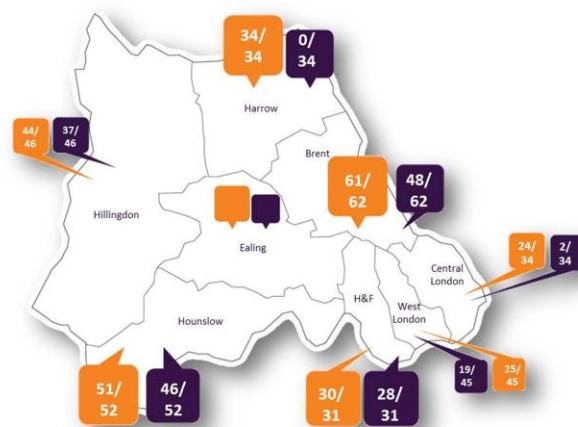 34/
34
0/
34
Harrow
Brent
44/
46
37/
46
Hillingdon
61/
62
48/
62
Ealing
24/
34
2/
34
Central
London
H&F
West
London
Hounslow
19/
45
25/
45
51/
52
46/
52
30/
31
28/
31